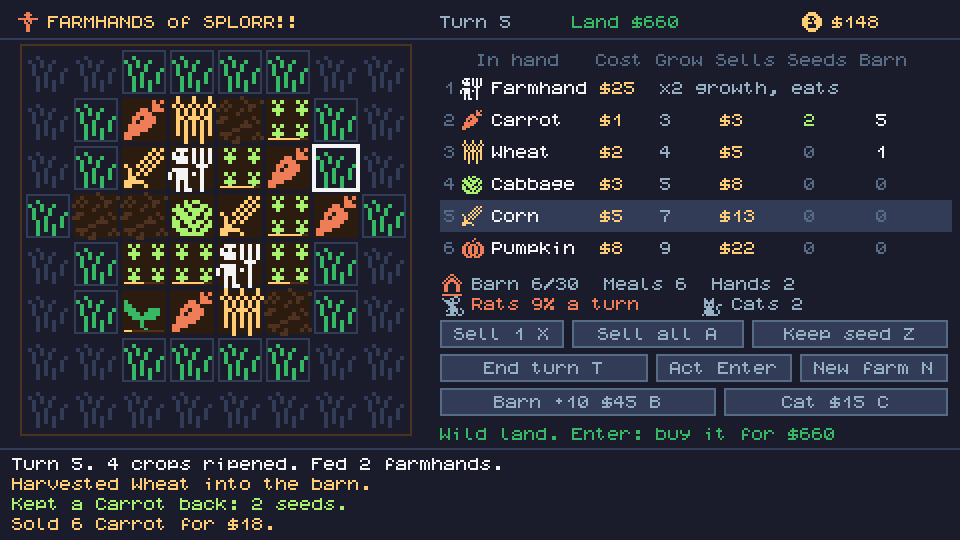 FARMHANDS of SPLORR!! Turn 5 Land $660 $148
In hand Cost Grow Sells Seeds Barn
1 Farmhand $25 x2 growth, eats
2 Carrot $1 3 $3 2 5
3 Wheat $2 4 $5 0 1
4 Cabbage $3 5 $8 0 0
5 Corn $5 7 $13 0 0
6 Pumpkin $8 9 $22 0 0
Barn 6/30 Meals 6 Hands 2
Rats 9% a turn Cats 2
Sell 1 X Sell all A Keep seed Z
End turn T Act Enter New farm N
Barn +10 $45 B Cat $15 C
Wild land. Enter: buy it for $660
Turn 5. 4 crops ripened. Fed 2 farmhands.
Harvested Wheat into the barn.
Kept a Carrot back: 2 seeds.
Sold 6 Carrot for $18.